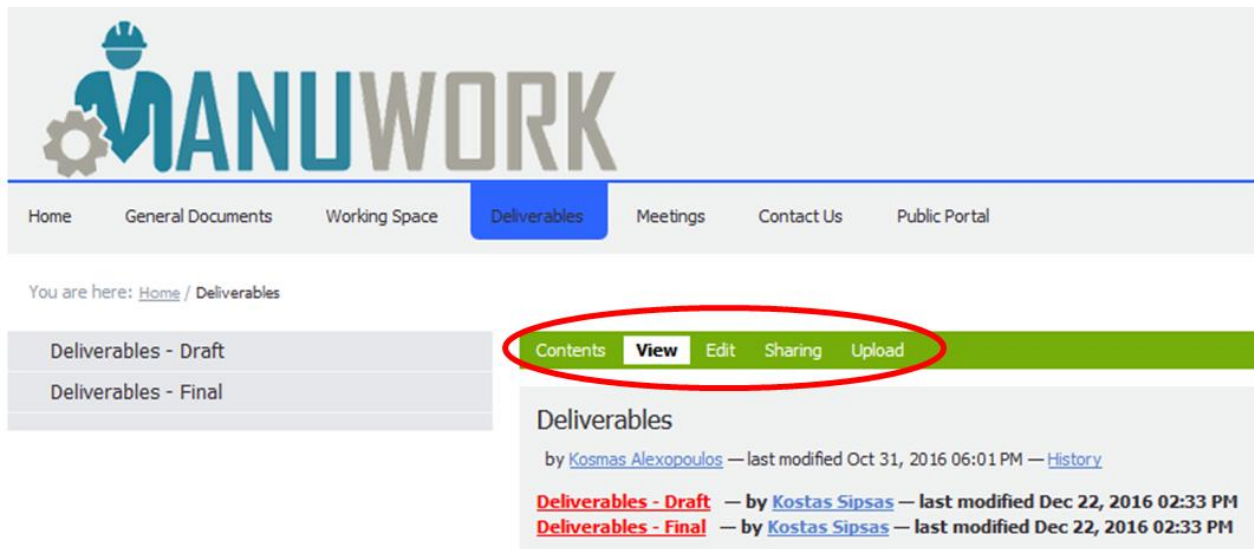 MANUWORK
Home General Documents Working Space Deliverables Meetings Contact Us Public Portal
You are here: Home / Deliverables
Deliverables - Draft
Deliverables - Final
Contents View Edit Sharing Upload
Deliverables
by Kosmas Alexopoulos — last modified Oct 31, 2016 06:01 PM — History
Deliverables - Draft — by Kostas Sipsas — last modified Dec 22, 2016 02:33 PM
Deliverables - Final — by Kostas Sipsas — last modified Dec 22, 2016 02:33 PM